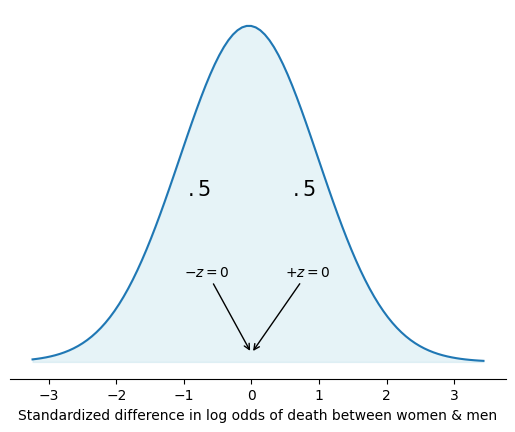 .5 .5
−z = 0 +z = 0
−3 −2 −1 0 1 2 3
Standardized difference in log odds of death between women & men